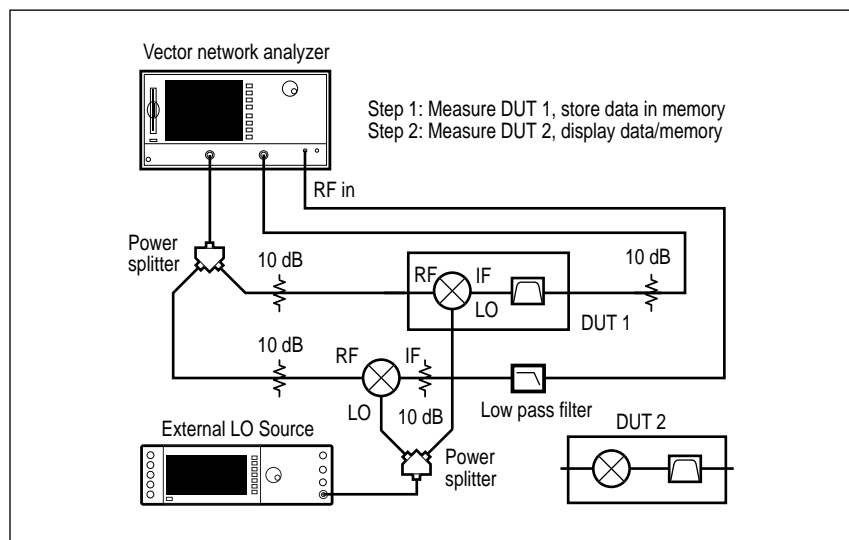 Vector network analyzer
Step 1: Measure DUT 1, store data in memory
Step 2: Measure DUT 2, display data/memory
RF in
Power
splitter
10 dB
RF
IF
LO
10 dB
DUT 1
10 dB
RF
IF
LO
10 dB
Low pass filter
External LO Source
Power
splitter
DUT 2